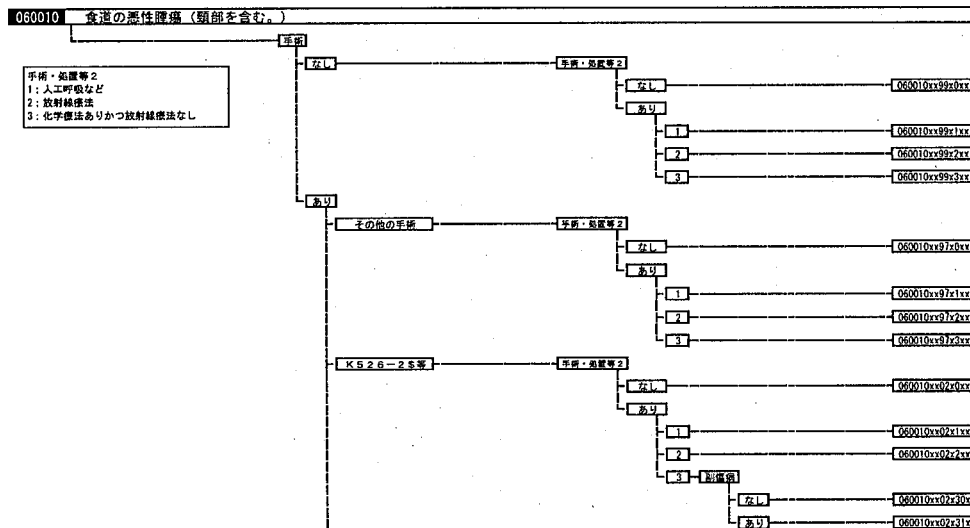 060010 食道の悪性腫瘍（頸部を含む。）
手術
手術・処置等2
1：人工呼吸など
2：放射線療法
3：化学療法ありかつ放射線療法なし
なし 手術・処置等2
なし 060010xx99x0xx
あり
1 060010xx99x1xx
2 060010xx99x2xx
3 060010xx99x3xx
あり
その他の手術 手術・処置等2
なし 060010xx97x0xx
あり
1 060010xx97x1xx
2 060010xx97x2xx
3 060010xx97x3xx
K526-2$等 手術・処置等2
なし 060010xx02x0xx
あり
1 060010xx02x1xx
2 060010xx02x2xx
3 副傷病
なし 060010xx02x30x
あり 060010xx02x31x